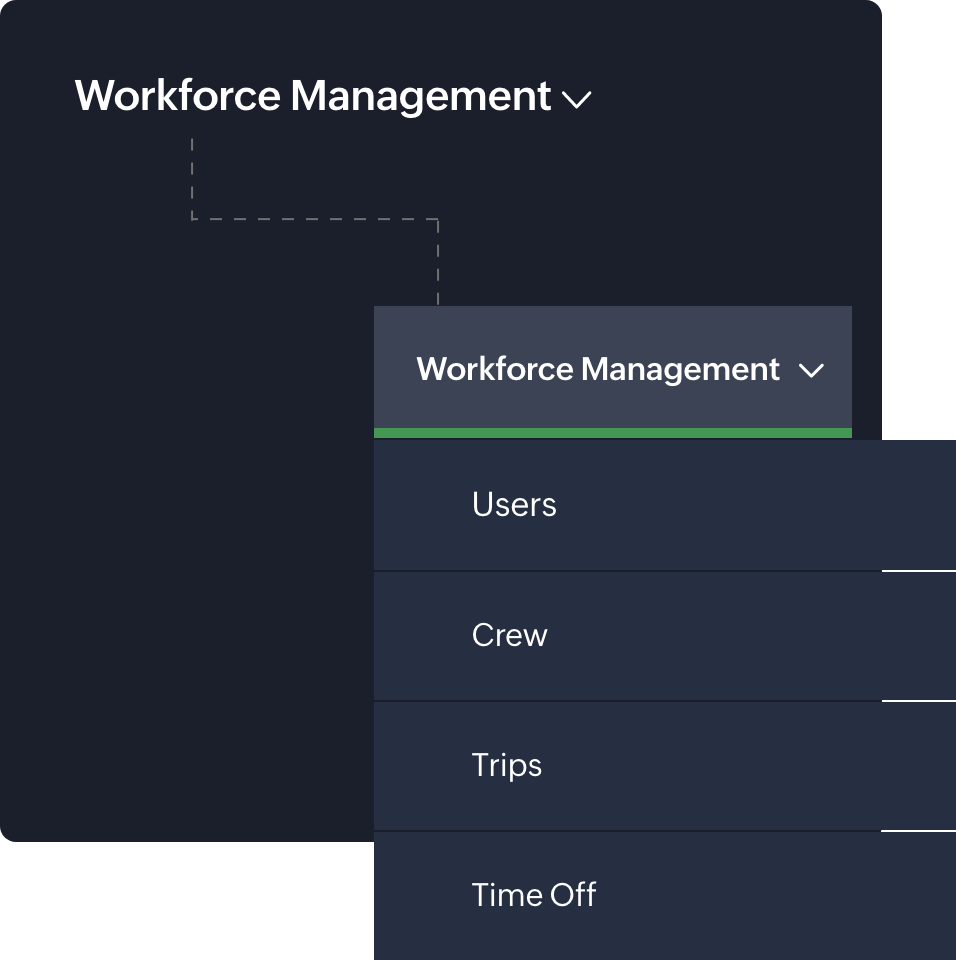 Workforce Management
Workforce Management
Users
Crew
Trips
Time Off